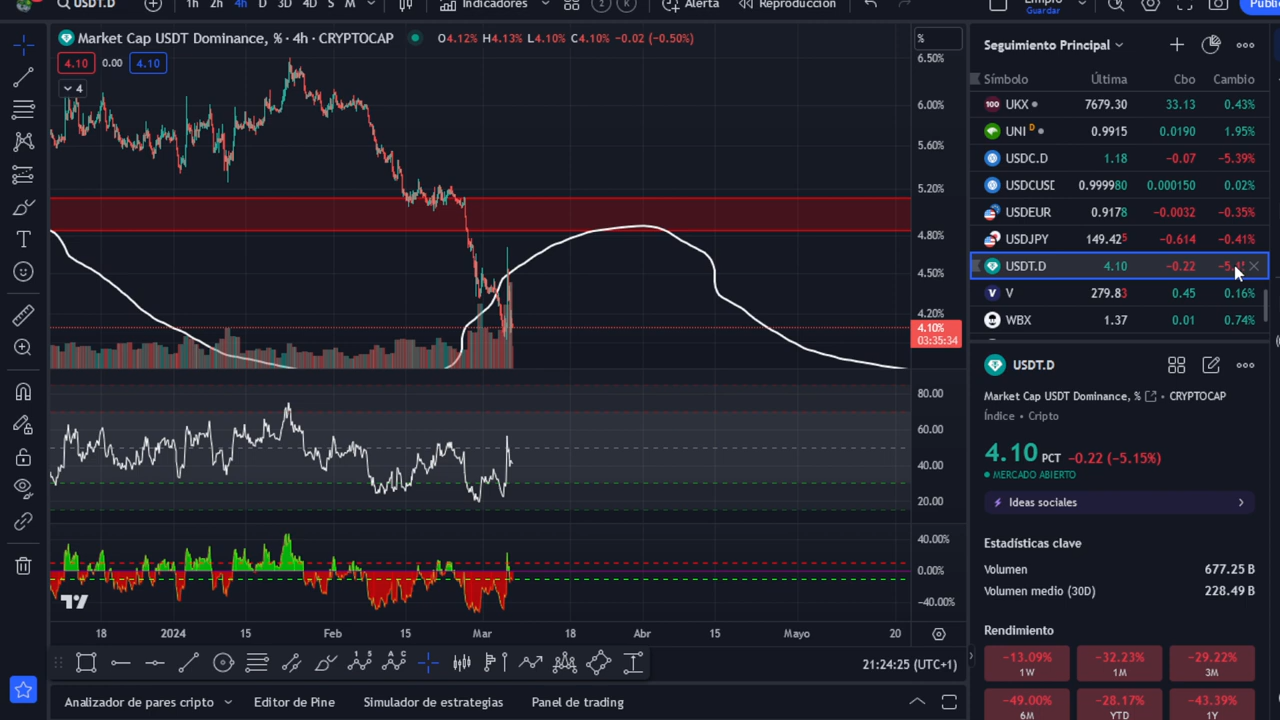 USDT.D 1h 2h 4h D 3D 4D S M Indicadores Alerta Reproducción Guardar
Market Cap USDT Dominance, % · 4h · CRYPTOCAP O4.12% H4.13% L4.10% C4.10% -0.02 (-0.50%)
4.10 0.00 4.10
4
%
6.50%
6.00%
5.60%
5.20%
4.80%
4.50%
4.20%
4.10%
03:35:34
80.00
60.00
40.00
20.00
40.00%
0.00%
-40.00%
18 2024 15 Feb 15 Mar 18 Abr 15 Mayo 20
21:24:25 (UTC+1)
Analizador de pares cripto Editor de Pine Simulador de estrategias Panel de trading
Seguimiento Principal
Símbolo Última Cbo Cambio
UKX 7679.30 33.13 0.43%
UNI D 0.9915 0.0190 1.95%
USDC.D 1.18 -0.07 -5.39%
USDCUSD 0.999980 0.000150 0.02%
USDEUR 0.9178 -0.0032 -0.35%
USDJPY 149.425 -0.614 -0.41%
USDT.D 4.10 -0.22
V 279.83 0.45 0.16%
WBX 1.37 0.01 0.74%
USDT.D
Market Cap USDT Dominance, % • CRYPTOCAP
Índice • Cripto
4.10 PCT -0.22 (-5.15%)
MERCADO ABIERTO
Ideas sociales
Estadísticas clave
Volumen 677.25 B
Volumen medio (30D) 228.49 B
Rendimiento
-13.09% -32.23% -29.22%
1W 1M 3M
-49.00% -28.17% -43.39%
6M YTD 1Y